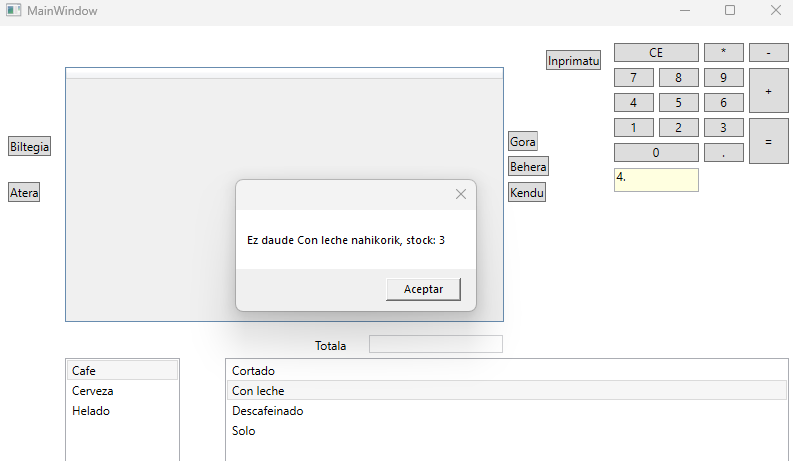 MainWindow
Inprimatu
CE * -
7 8 9 +
4 5 6
1 2 3 =
0 .
4.
Biltegia
Atera
Gora
Behera
Kendu
Ez daude Con leche nahikorik, stock: 3
Aceptar
Totala
Cafe
Cerveza
Helado
Cortado
Con leche
Descafeinado
Solo